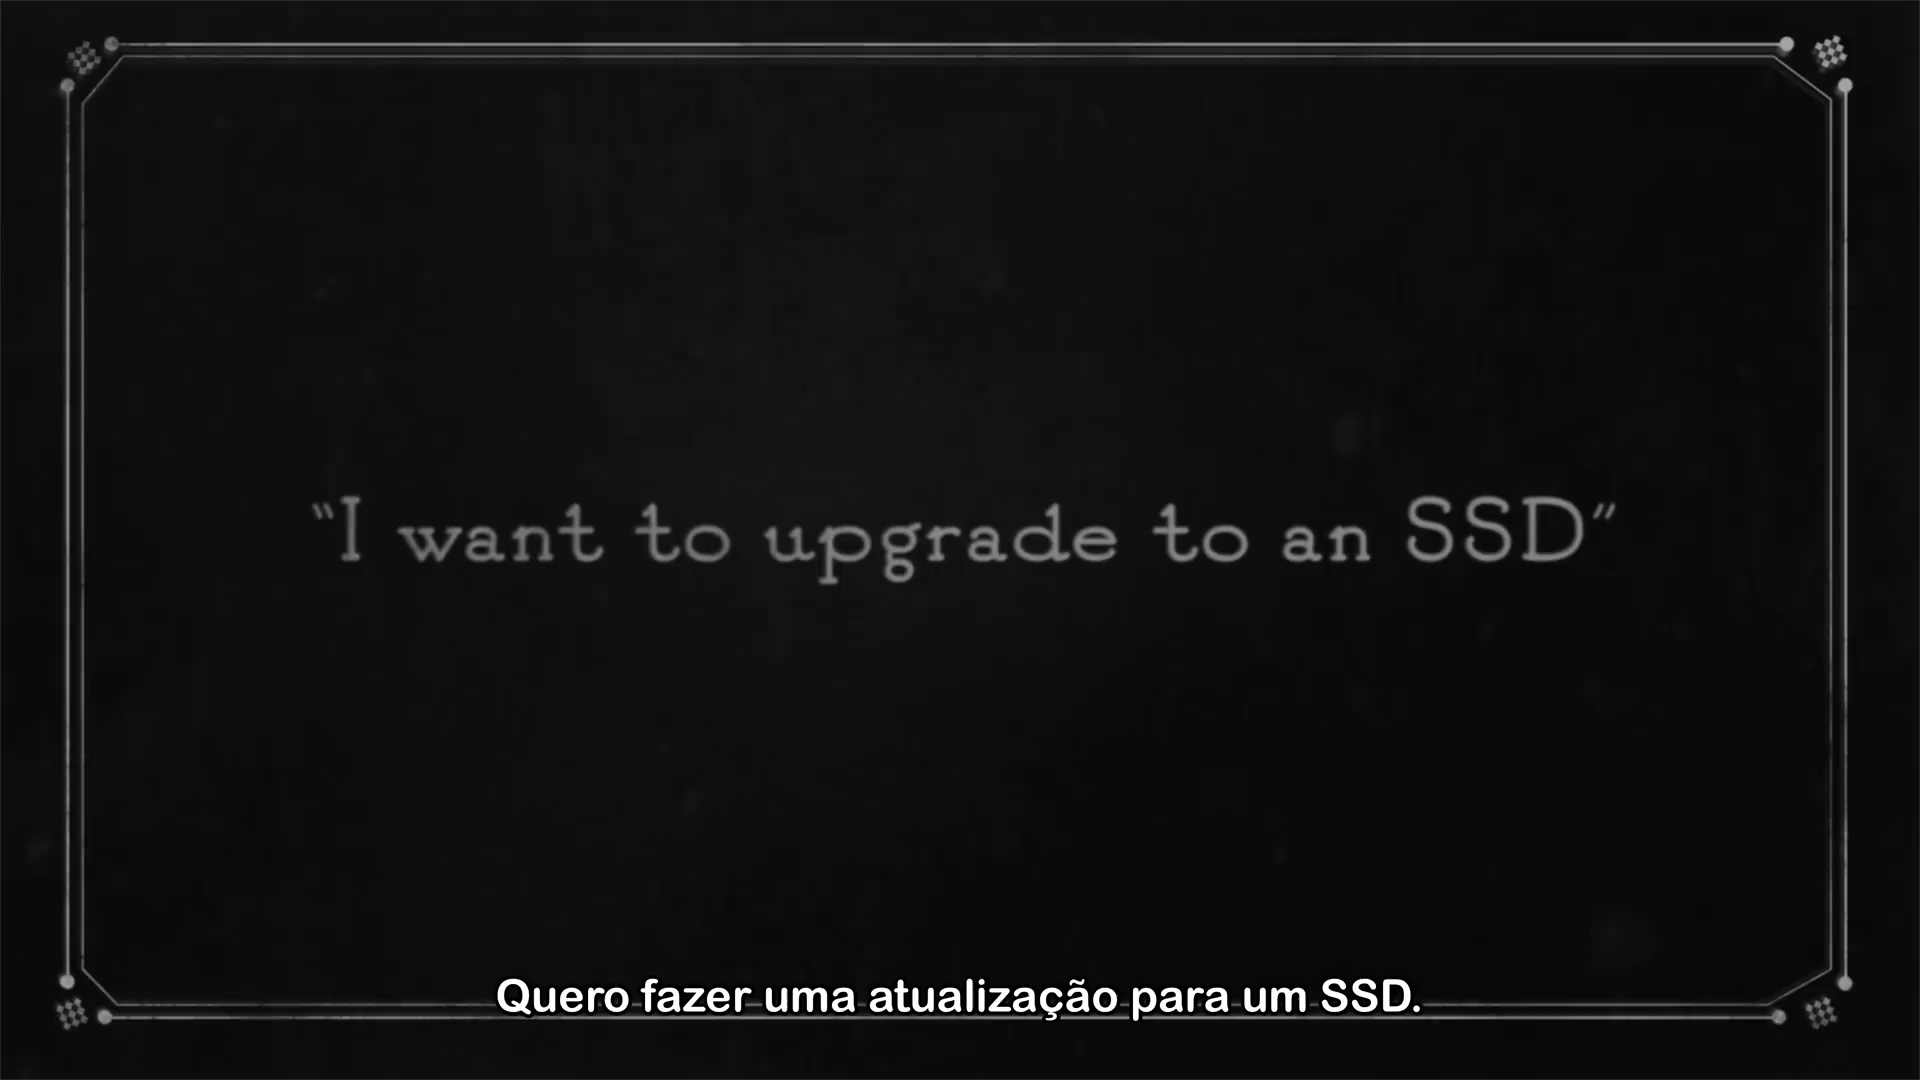 “I want to upgrade to an SSD”
Quero fazer uma atualização para um SSD.